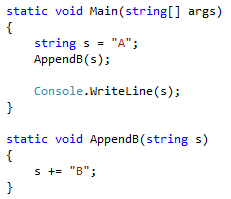 static void Main(string[] args)
{
    string s = "A";
    AppendB(s);

    Console.WriteLine(s);
}

static void AppendB(string s)
{
    s += "B";
}